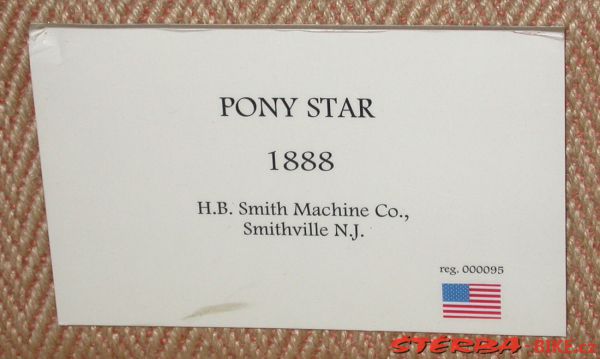 PONY STAR
1888
H.B. Smith Machine Co.,
Smithville N.J.
reg. 000095
STERBA-BIKE.cz